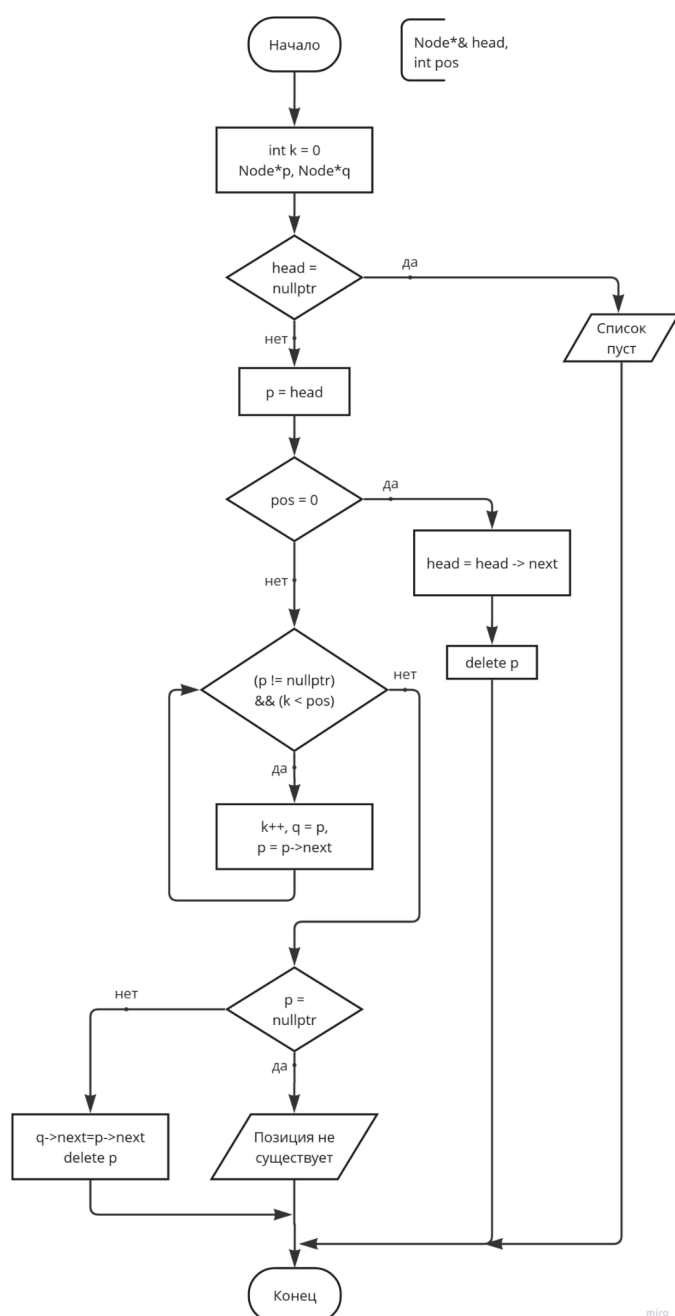 Начало
Node*& head,
int pos
int k = 0
Node*p, Node*q
head =
nullptr
да
Список
пуст
нет
p = head
pos = 0
да
head = head -> next
нет
delete p
(p != nullptr)
&& (k < pos)
нет
да
k++, q = p,
p = p->next
p =
nullptr
нет
да
q->next=p->next
delete p
Позиция не
существует
Конец
miro